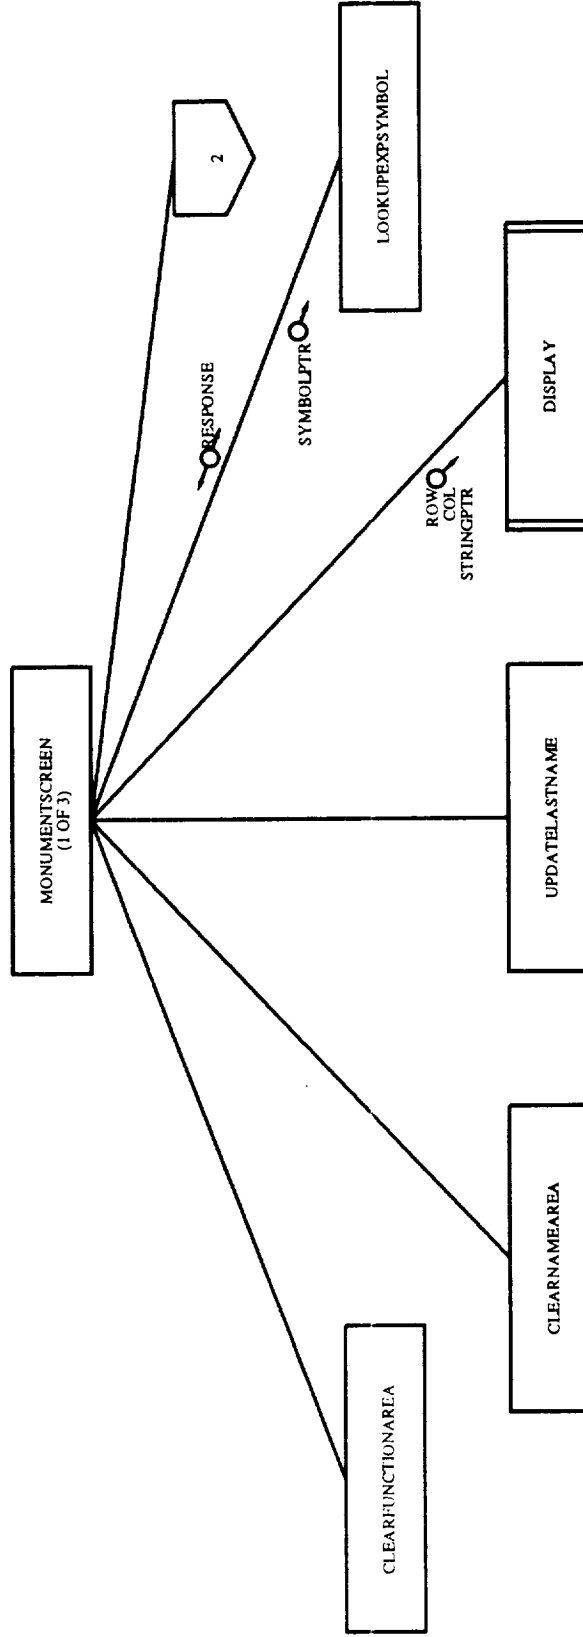 MONUMENTSCREEN
(1 OF 3)
2
RESPONSE
SYMBOLPTR
LOOKUPEXPSYMBOL
ROW
COL
STRINGPTR
CLEARFUNCTIONAREA
CLEARNAMEAREA
UPDATELASTNAME
DISPLAY